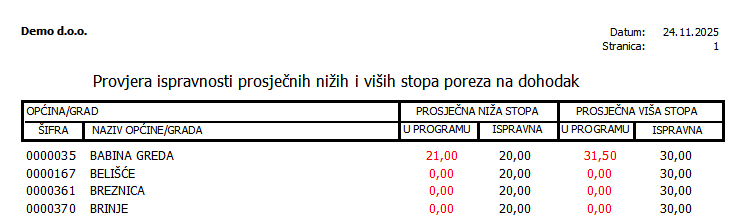 Demo d.o.o.
Datum: 24.11.2025
Stranica: 1
Provjera ispravnosti prosječnih nižih i viših stopa poreza na dohodak
OPĆINA/GRAD PROSJEČNA NIŽA STOPA PROSJEČNA VIŠA STOPA
ŠIFRA NAZIV OPĆINE/GRADA U PROGRAMU ISPRAVNA U PROGRAMU ISPRAVNA
0000035 BABINA GREDA 21,00 20,00 31,50 30,00
0000167 BELIŠĆE 0,00 20,00 0,00 30,00
0000361 BREZNICA 0,00 20,00 0,00 30,00
0000370 BRINJE 0,00 20,00 0,00 30,00